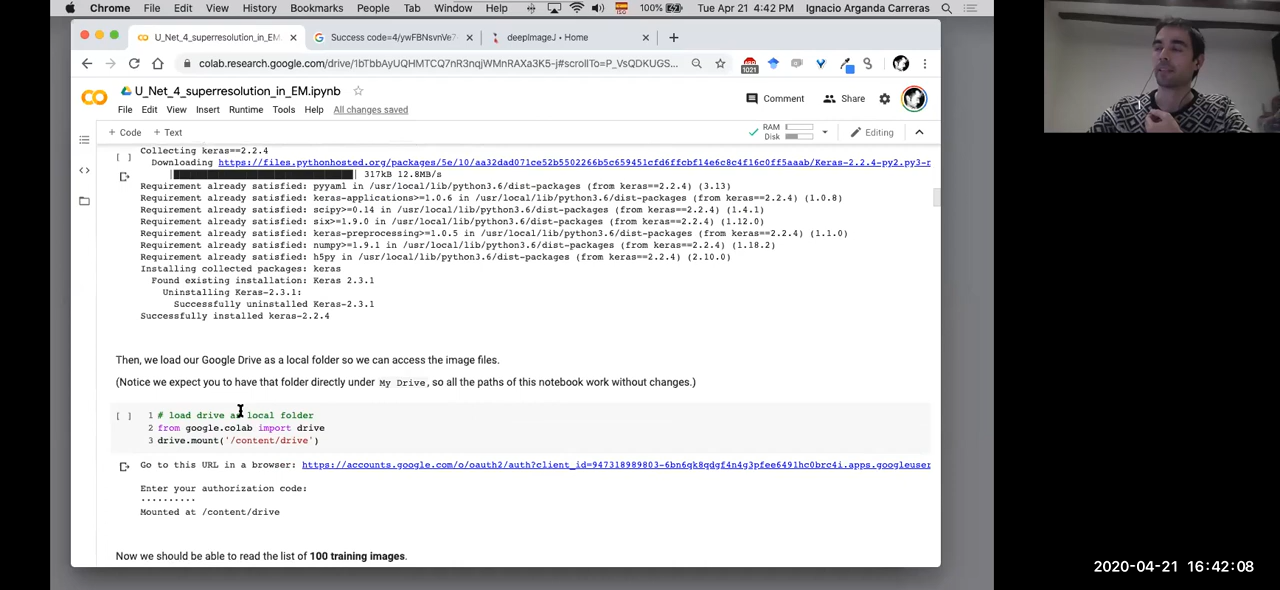 Chrome File Edit View History Bookmarks People Tab Window Help 100% Tue Apr 21 4:42 PM Ignacio Arganda Carreras
U_Net_4_superresolution_in_EM. Success code=4/ywFBNsvnVe7 deepImageJ • Home
colab.research.google.com/drive/1bTbbAyUQHMTCQ7nR3nqjWMnRAXa3K5-j#scrollTo=P_VsQDKUGS... 1021
U_Net_4_superresolution_in_EM.ipynb
Comment Share
File Edit View Insert Runtime Tools Help All changes saved
+ Code + Text RAM Disk Editing
Collecting keras==2.2.4
Downloading https://files.pythonhosted.org/packages/5e/10/aa32dad071ce52b5502266b5c659451cfd6ffcbf14e6c8c4f16c0ff5aaab/Keras-2.2.4-py2.py3-n
317kB 12.8MB/s
Requirement already satisfied: pyyaml in /usr/local/lib/python3.6/dist-packages (from keras==2.2.4) (3.13)
Requirement already satisfied: keras-applications>=1.0.6 in /usr/local/lib/python3.6/dist-packages (from keras==2.2.4) (1.0.8)
Requirement already satisfied: scipy>=0.14 in /usr/local/lib/python3.6/dist-packages (from keras==2.2.4) (1.4.1)
Requirement already satisfied: six>=1.9.0 in /usr/local/lib/python3.6/dist-packages (from keras==2.2.4) (1.12.0)
Requirement already satisfied: keras-preprocessing>=1.0.5 in /usr/local/lib/python3.6/dist-packages (from keras==2.2.4) (1.1.0)
Requirement already satisfied: numpy>=1.9.1 in /usr/local/lib/python3.6/dist-packages (from keras==2.2.4) (1.18.2)
Requirement already satisfied: h5py in /usr/local/lib/python3.6/dist-packages (from keras==2.2.4) (2.10.0)
Installing collected packages: keras
Found existing installation: Keras 2.3.1
Uninstalling Keras-2.3.1:
Successfully uninstalled Keras-2.3.1
Successfully installed keras-2.2.4
Then, we load our Google Drive as a local folder so we can access the image files.
(Notice we expect you to have that folder directly under My Drive, so all the paths of this notebook work without changes.)
[ ] 1 # load drive as local folder
2 from google.colab import drive
3 drive.mount('/content/drive')
Go to this URL in a browser: https://accounts.google.com/o/oauth2/auth?client_id=947318989803-6bn6qk8qdgf4n4g3pfee6491hc0brc4i.apps.googleuser
Enter your authorization code:
··········
Mounted at /content/drive
Now we should be able to read the list of 100 training images.
2020-04-21 16:42:08